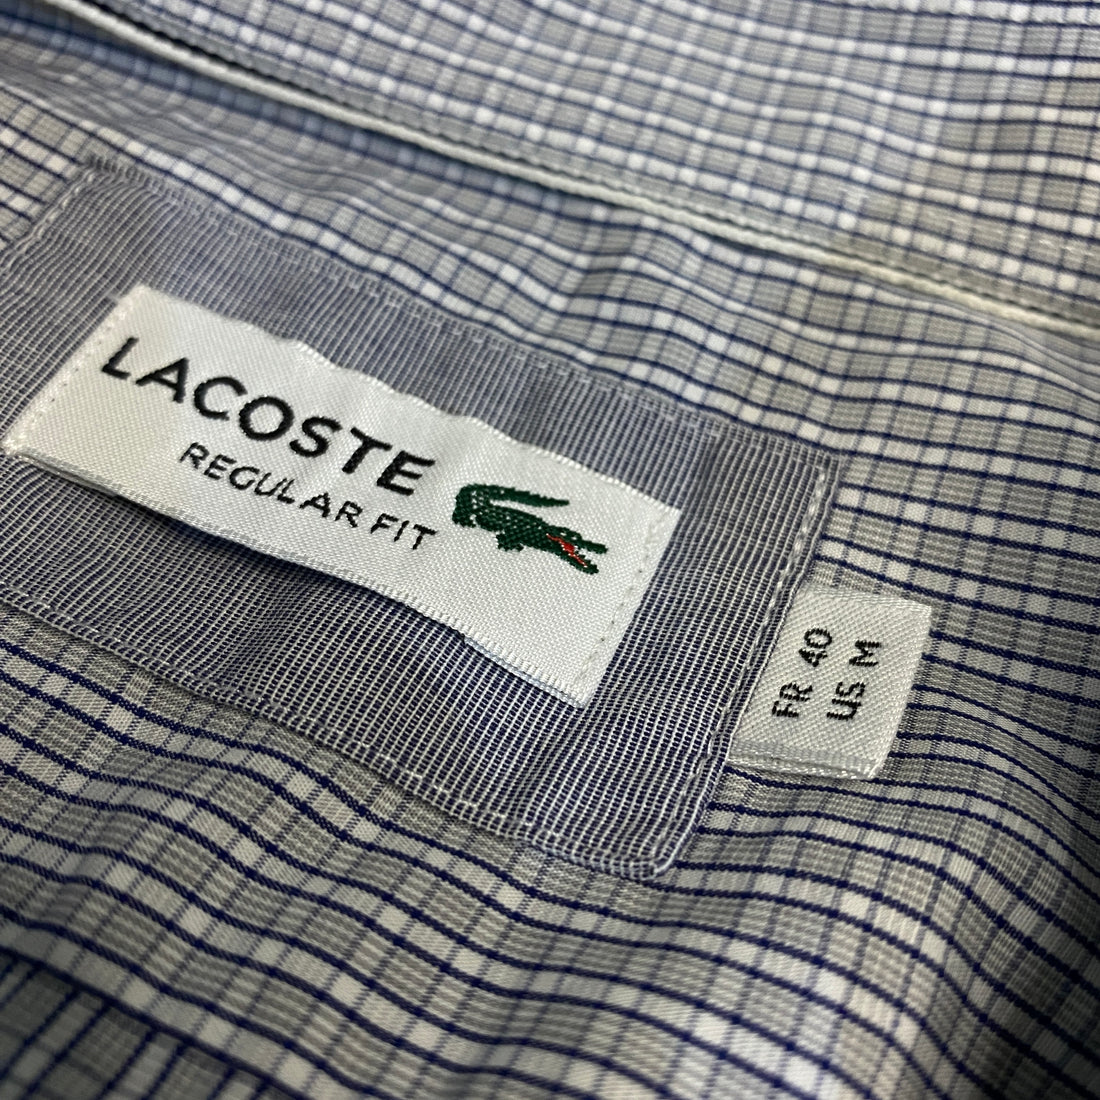 LACOSTE
REGULAR FIT
FR 40
US M